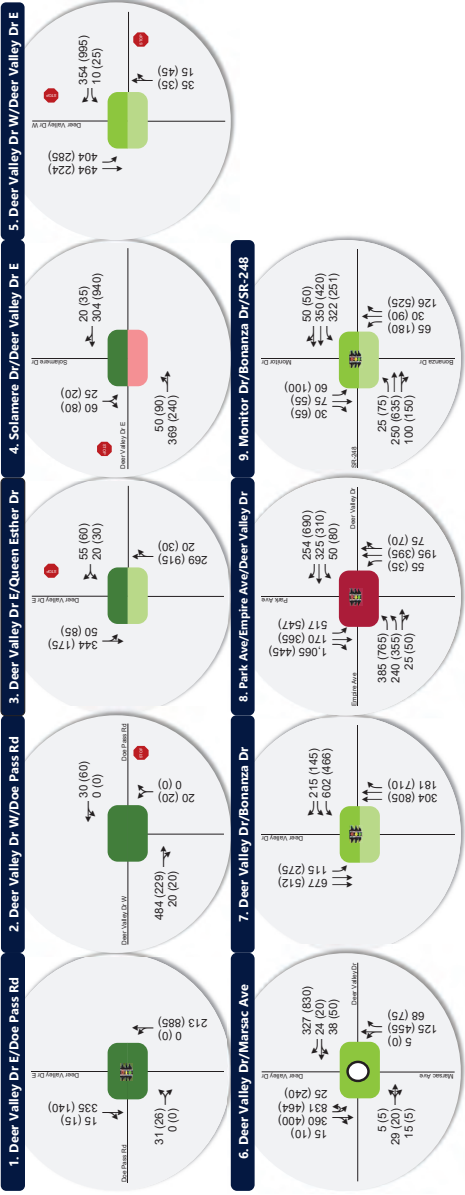 1. Deer Valley Dr E/Doe Pass Rd
Deer Valley Dr E
15 (15)
335 (140)
Doe Pass Rd
31 (26)
0 (0)
0 (0)
213 (885)
2. Deer Valley Dr W/Doe Pass Rd
30 (60)
0 (0)
Doe Pass Rd
STOP
Deer Valley Dr W
484 (229)
20 (20)
20 (20)
0 (0)
3. Deer Valley Dr E/Queen Esther Dr
Deer Valley Dr E
STOP
55 (60)
20 (30)
50 (85)
344 (175)
269 (915)
20 (30)
4. Solamere Dr/Deer Valley Dr E
Solamere Dr
20 (35)
304 (940)
60 (80)
25 (20)
STOP
Deer Valley Dr E
50 (90)
369 (240)
5. Deer Valley Dr W/Deer Valley Dr E
Deer Valley Dr W
STOP
STOP
354 (995)
10 (25)
494 (224)
404 (285)
15 (45)
35 (35)
6. Deer Valley Dr/Marsac Ave
Deer Valley Dr
327 (830)
24 (20)
38 (50)
15 (10)
360 (400)
831 (464)
25 (240)
Deer Valley Dr
Marsac Ave
5 (5)
29 (20)
15 (5)
5 (0)
125 (455)
68 (75)
7. Deer Valley Dr/Bonanza Dr
Deer Valley Dr
215 (145)
602 (466)
677 (512)
115 (275)
304 (805)
181 (710)
8. Park Ave/Empire Ave/Deer Valley Dr
Park Ave
254 (690)
325 (310)
50 (80)
1,065 (445)
170 (365)
517 (547)
Deer Valley Dr
Empire Ave
385 (765)
240 (355)
25 (50)
55 (35)
195 (395)
75 (70)
9. Monitor Dr/Bonanza Dr/SR-248
Monitor Dr
50 (50)
350 (420)
322 (251)
30 (65)
75 (55)
60 (100)
SR-248
Bonanza Dr
25 (75)
250 (635)
100 (150)
65 (180)
30 (90)
126 (525)